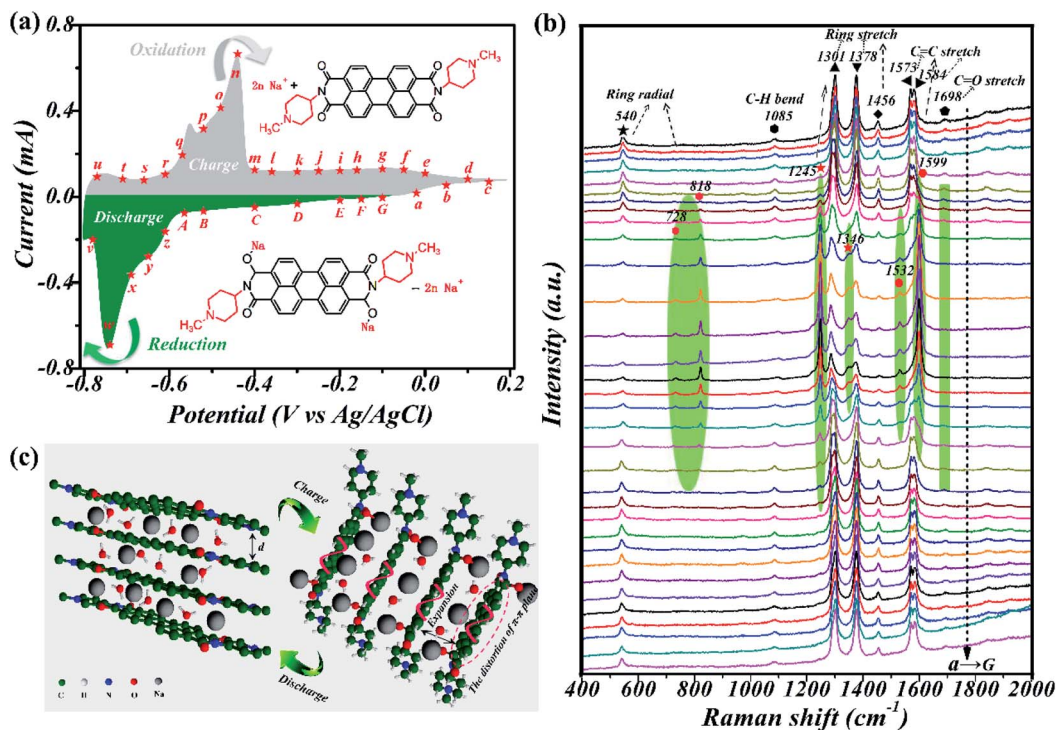 (a)
0.8
0.4
0.0
-0.4
-0.8
Current (mA)
Oxidation
n
2n Na⁺ +
CH₃
N
O
O
N
N
O
O
N
H₃C
o
p
q
u
t
s
r
Charge
m
l
k
j
i
h
g
f
e
d
c
Discharge
v
w
x
y
z
A
B
C
D
E
F
G
a
b
Reduction
Na
O
O
N
N
O
O
Na
N
CH₃
H₃C
N
− 2n Na⁺
-0.8
-0.6
-0.4
-0.2
0.0
0.2
Potential (V vs Ag/AgCl)
(b)
Ring stretch
1301
1378
C=C stretch
1573
1584
1456
C=O stretch
1698
Ring radial
540
C-H bend
1085
1245
1599
818
728
1346
1532
Intensity (a.u.)
a→G
400
600
800
1000
1200
1400
1600
1800
2000
Raman shift (cm⁻¹)
(c)
Charge
d
Expansion
The distortion of π-π plane
Discharge
C
H
N
O
Na